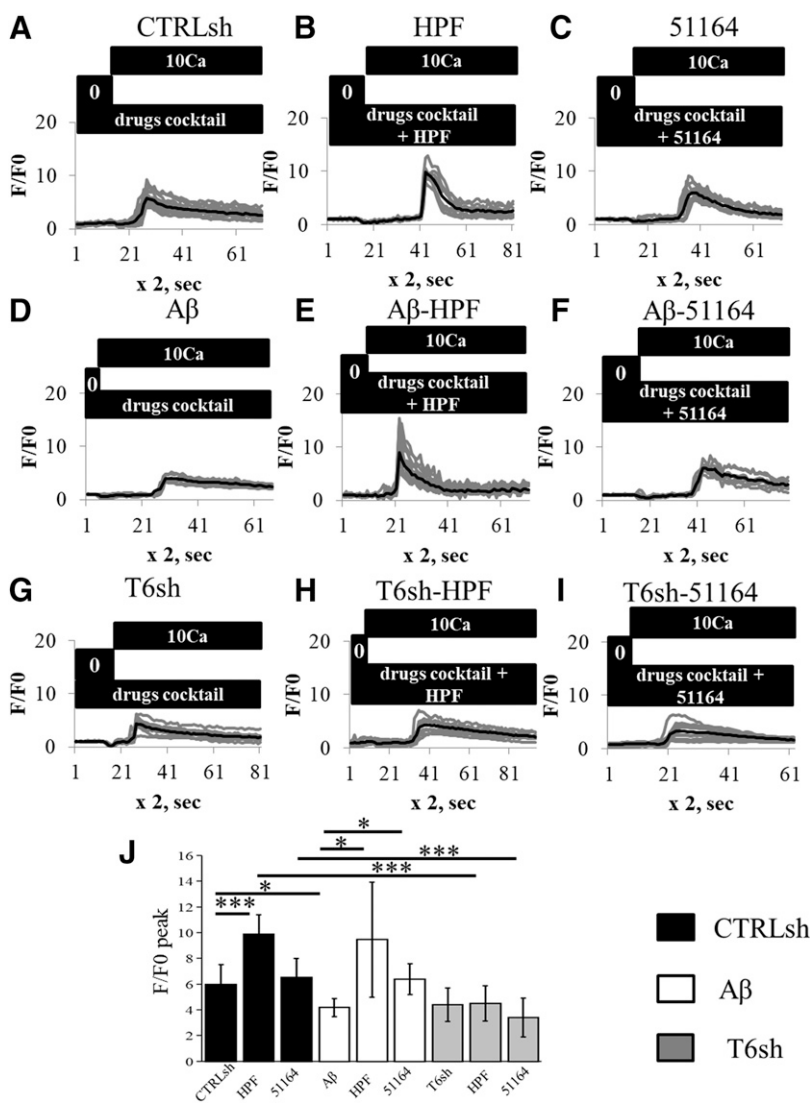 A CTRLsh
10Ca
0
drugs cocktail
20
10
0
F/F0
1 21 41 61
x 2, sec
B HPF
10Ca
0
drugs cocktail
+ HPF
20
10
0
F/F0
1 21 41 61 81
x 2, sec
C 51164
10Ca
0
drugs cocktail
+ 51164
20
10
0
F/F0
1 21 41 61
x 2, sec
D Aβ
10Ca
0
drugs cocktail
20
10
0
F/F0
1 21 41 61
x 2, sec
E Aβ-HPF
10Ca
0
drugs cocktail
+ HPF
20
10
0
F/F0
1 21 41 61
x 2, sec
F Aβ-51164
10Ca
0
drugs cocktail
+ 51164
20
10
0
F/F0
1 21 41 61
x 2, sec
G T6sh
10Ca
0
drugs cocktail
20
10
0
F/F0
1 21 41 61 81
x 2, sec
H T6sh-HPF
10Ca
0
drugs cocktail +
HPF
20
10
0
F/F0
1 21 41 61 81
x 2, sec
I T6sh-51164
10Ca
0
drugs cocktail +
51164
20
10
0
F/F0
1 21 41 61
x 2, sec
J
16
14
12
10
8
6
4
2
0
F/F0 peak
*
*
***
***
*
***
CTRLsh HPF 51164 Aβ HPF 51164 T6sh HPF 51164
CTRLsh
Aβ
T6sh